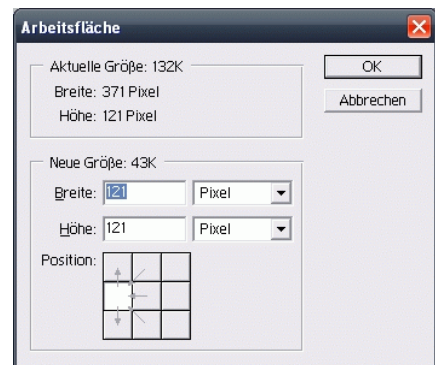 Arbeitsfläche
Aktuelle Größe: 132K
Breite: 371 Pixel
Höhe: 121 Pixel
OK
Abbrechen
Neue Größe: 43K
Breite: 121 Pixel
Höhe: 121 Pixel
Position: